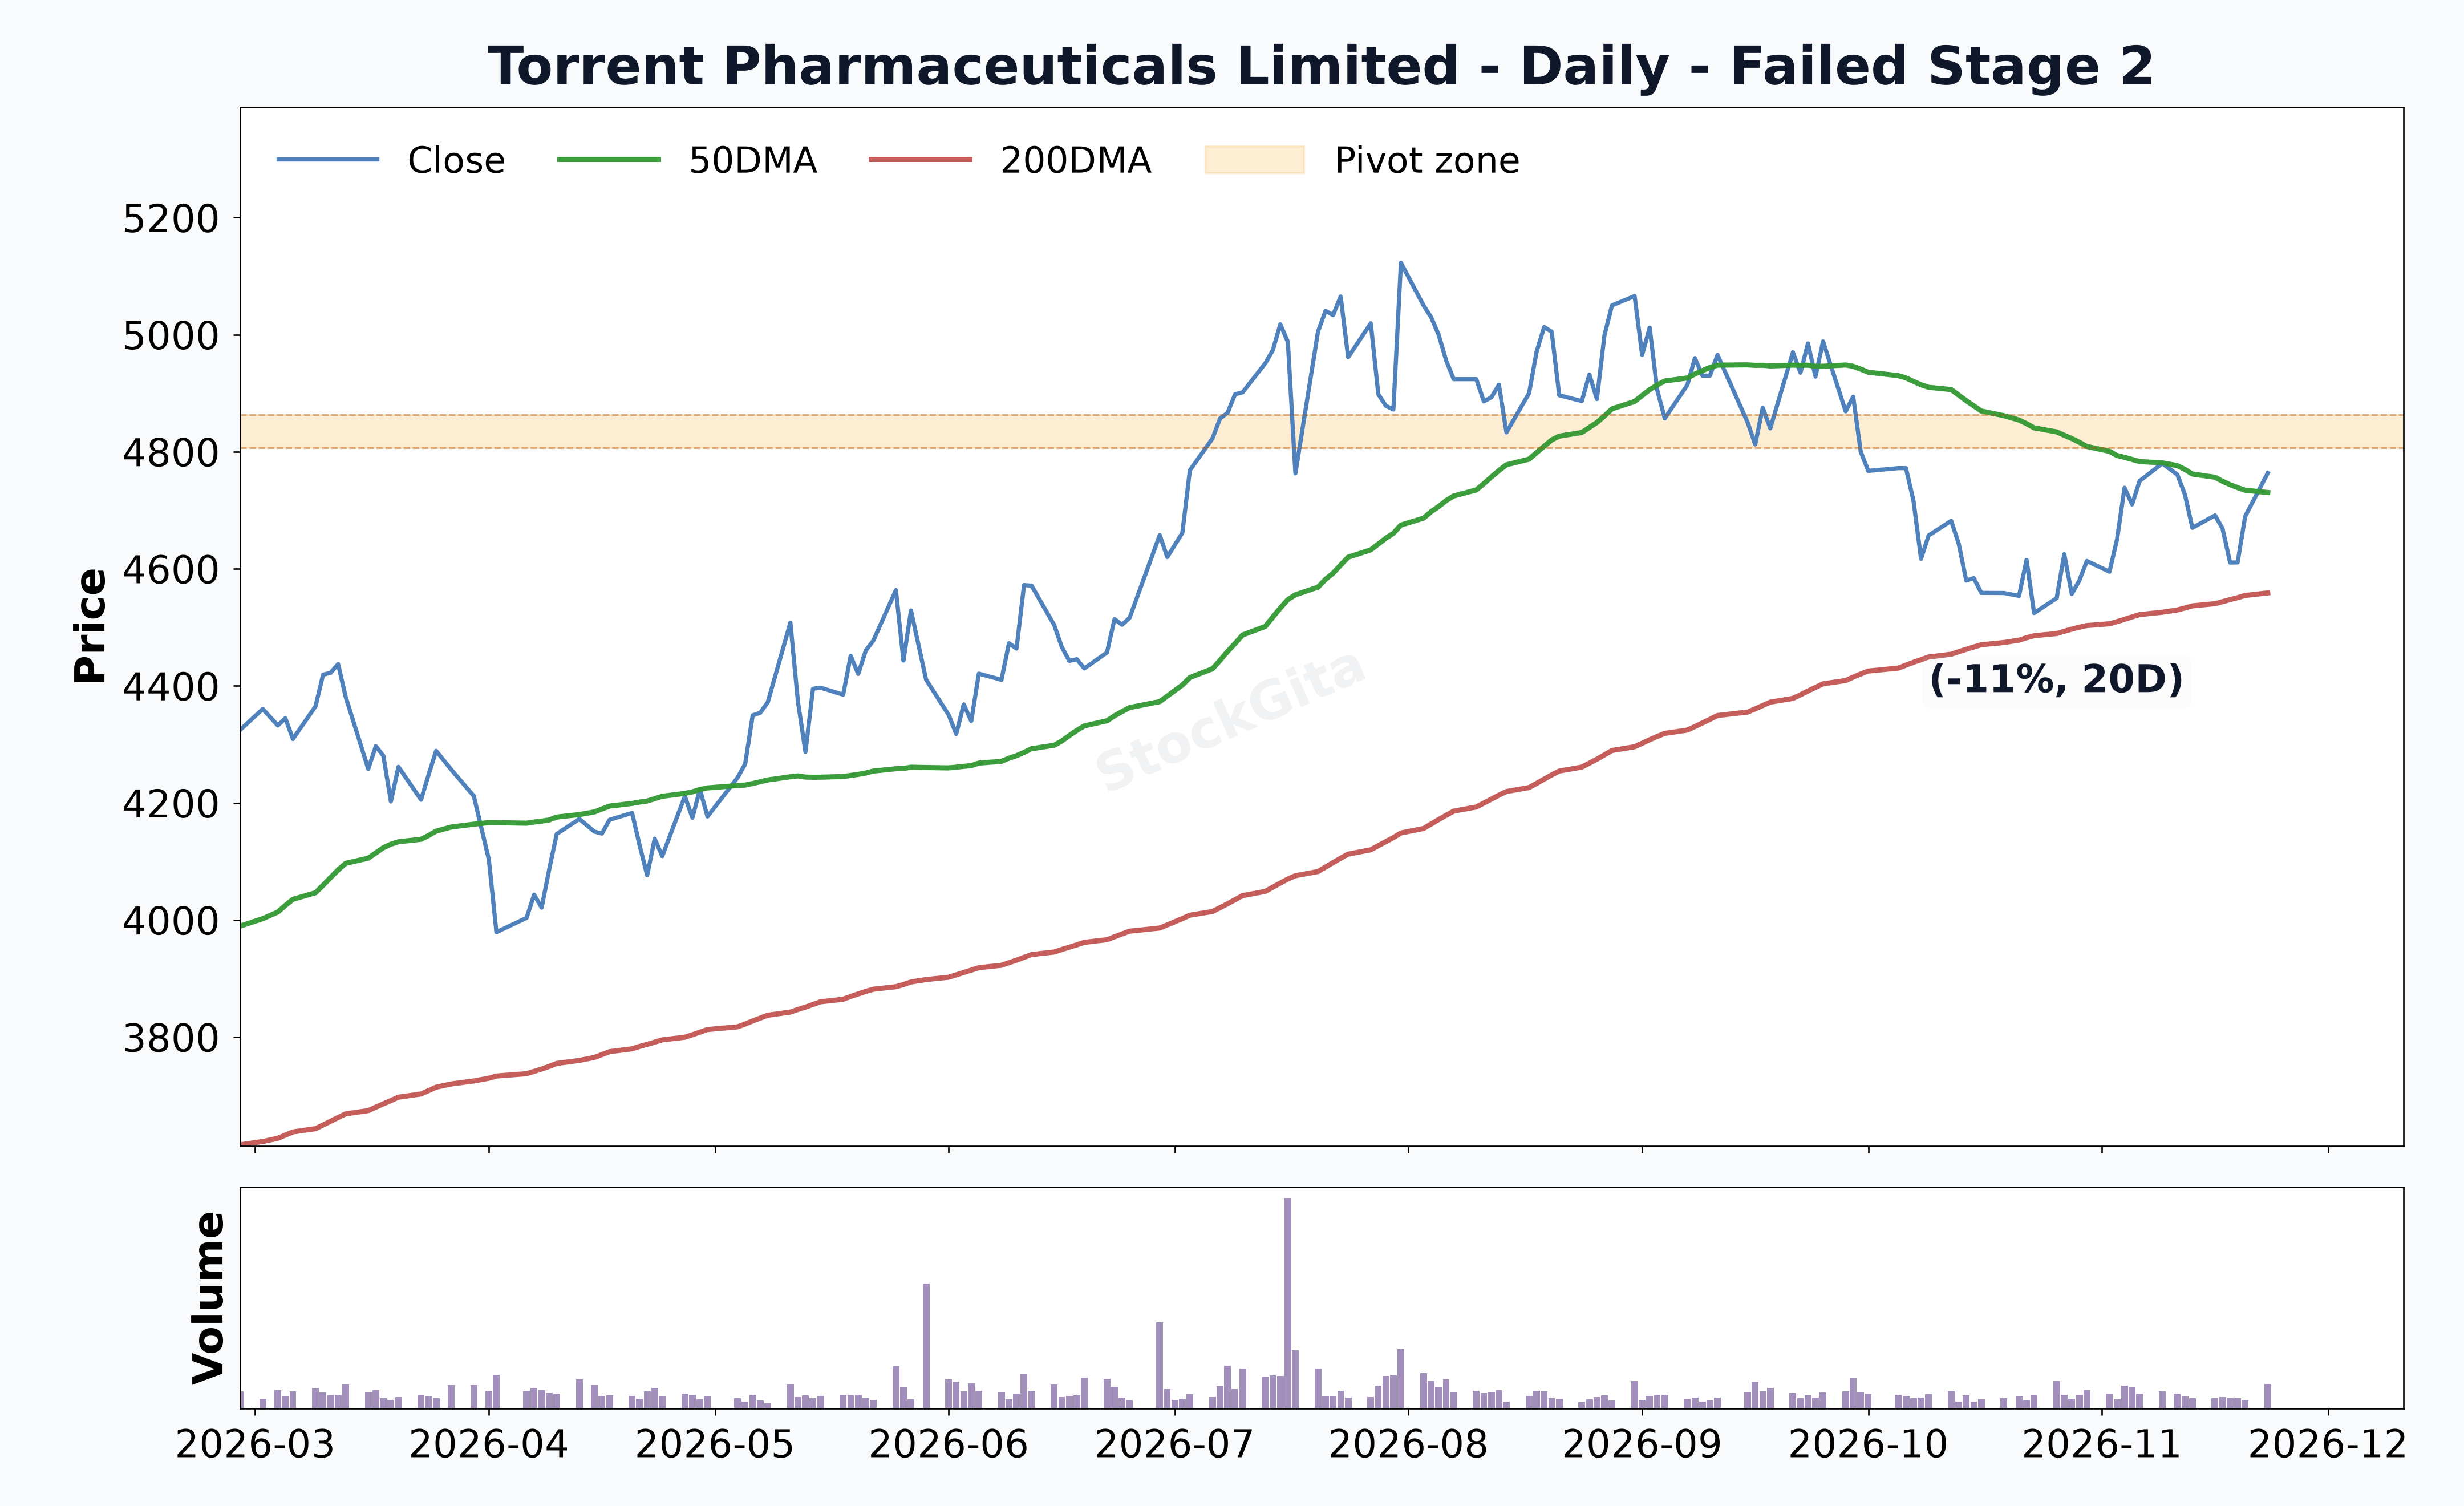 Torrent Pharmaceuticals Limited - Daily - Failed Stage 2
Close 50DMA 200DMA Pivot zone
5200
5000
4800
4600
4400
4200
4000
3800
Price
(-11%, 20D)
StockGita
Volume
2026-03 2026-04 2026-05 2026-06 2026-07 2026-08 2026-09 2026-10 2026-11 2026-12